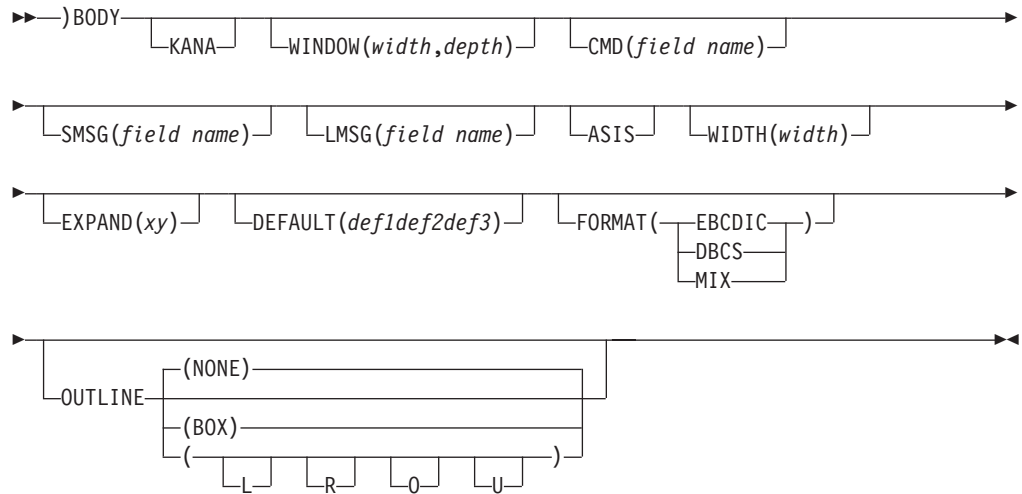 )BODY
KANA WINDOW(width,depth) CMD(field name)
SMSG(field name) LMSG(field name) ASIS WIDTH(width)
EXPAND(xy) DEFAULT(def1def2def3) FORMAT( EBCDIC )
DBCS
MIX
(NONE)
OUTLINE
(BOX)
( )
L R O U